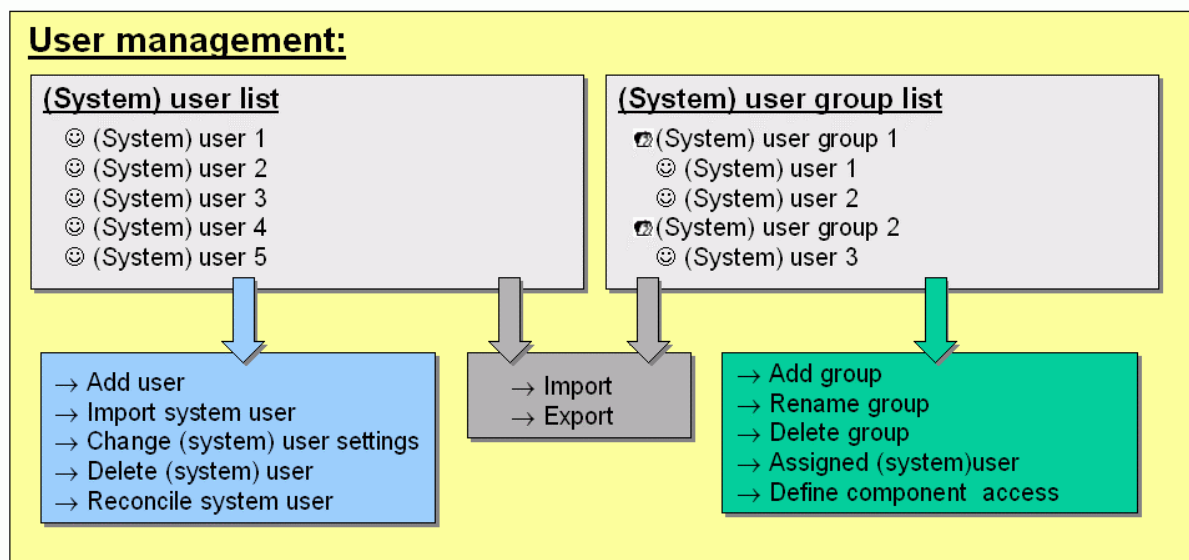 User management:
(System) user list
☺ (System) user 1
☺ (System) user 2
☺ (System) user 3
☺ (System) user 4
☺ (System) user 5
(System) user group list
(System) user group 1
☺ (System) user 1
☺ (System) user 2
(System) user group 2
☺ (System) user 3
→ Add user
→ Import system user
→ Change (system) user settings
→ Delete (system) user
→ Reconcile system user
→ Import
→ Export
→ Add group
→ Rename group
→ Delete group
→ Assigned (system)user
→ Define component  access